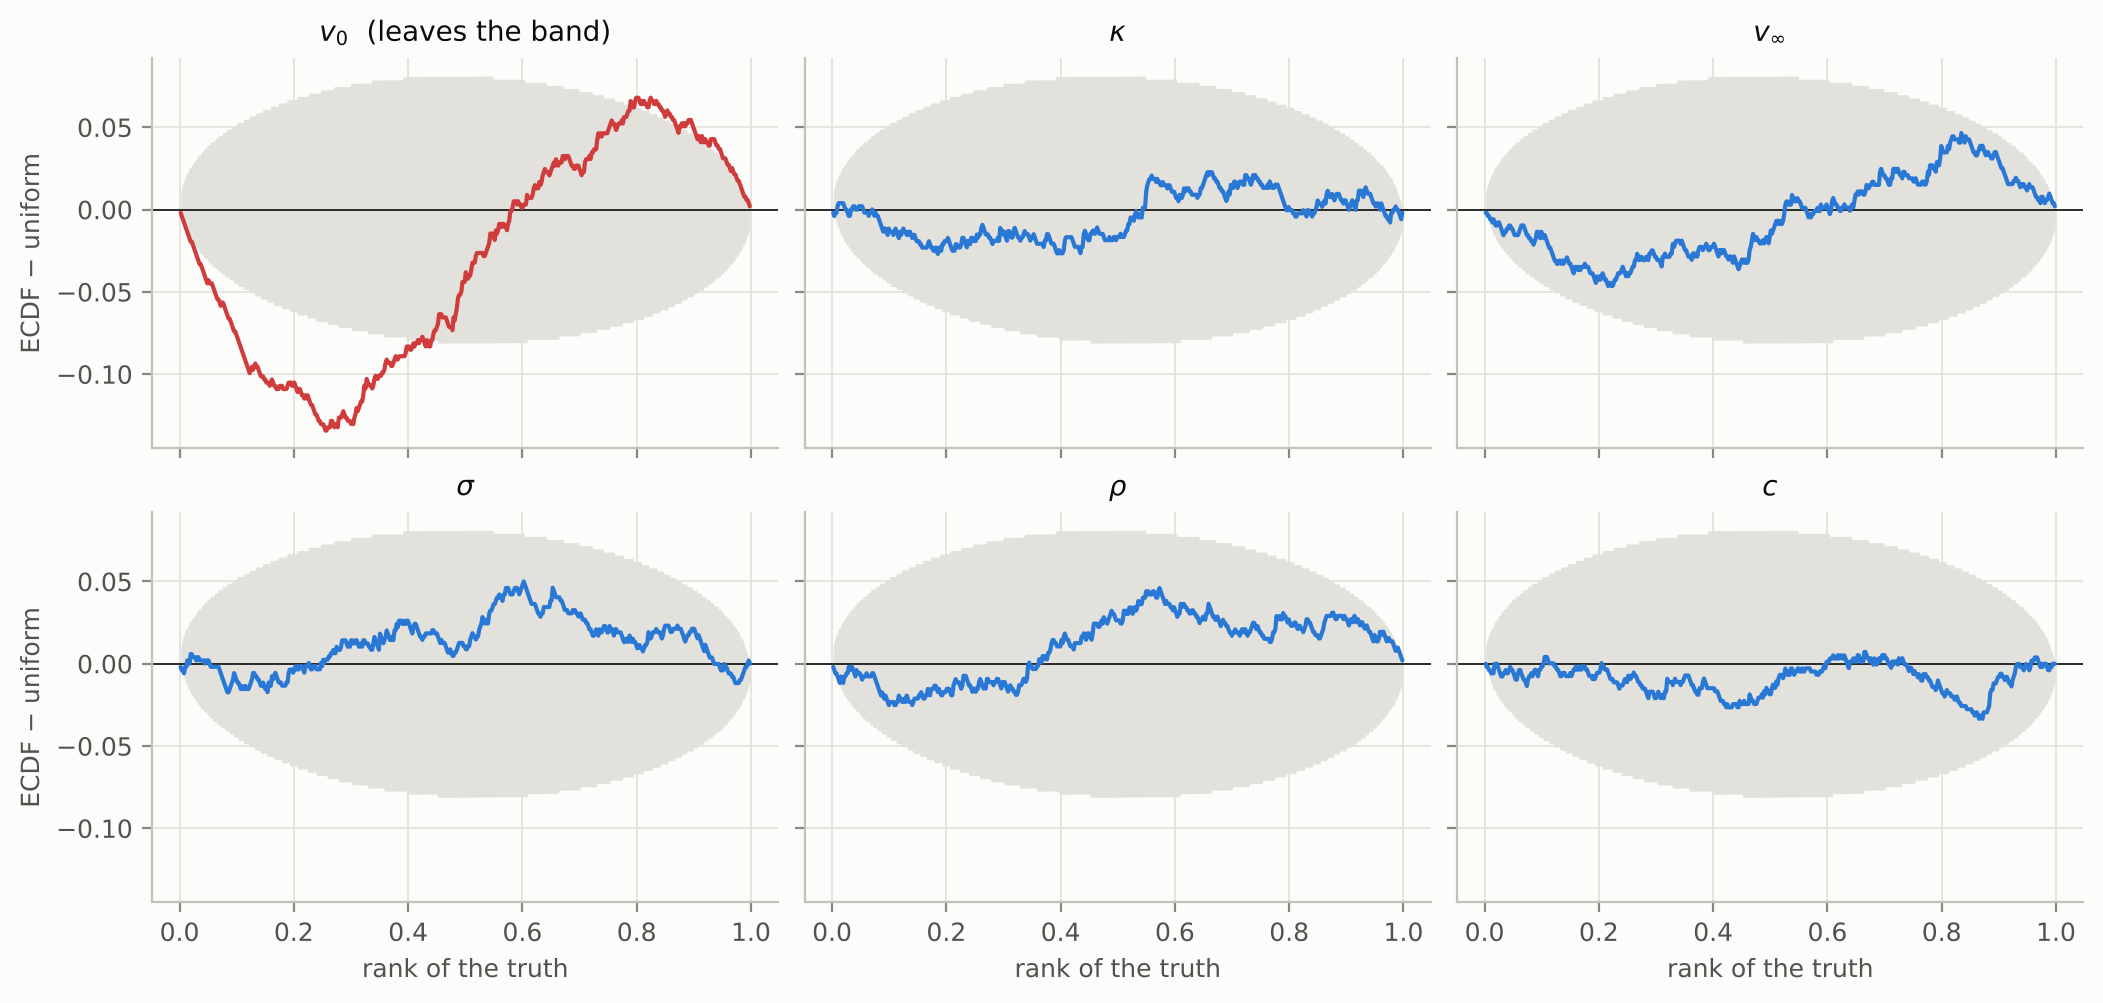 v₀ (leaves the band)
κ
v∞
ECDF − uniform
0.05
0.00
−0.05
−0.10
σ
ρ
c
ECDF − uniform
0.05
0.00
−0.05
−0.10
0.0 0.2 0.4 0.6 0.8 1.0
0.0 0.2 0.4 0.6 0.8 1.0
0.0 0.2 0.4 0.6 0.8 1.0
rank of the truth
rank of the truth
rank of the truth